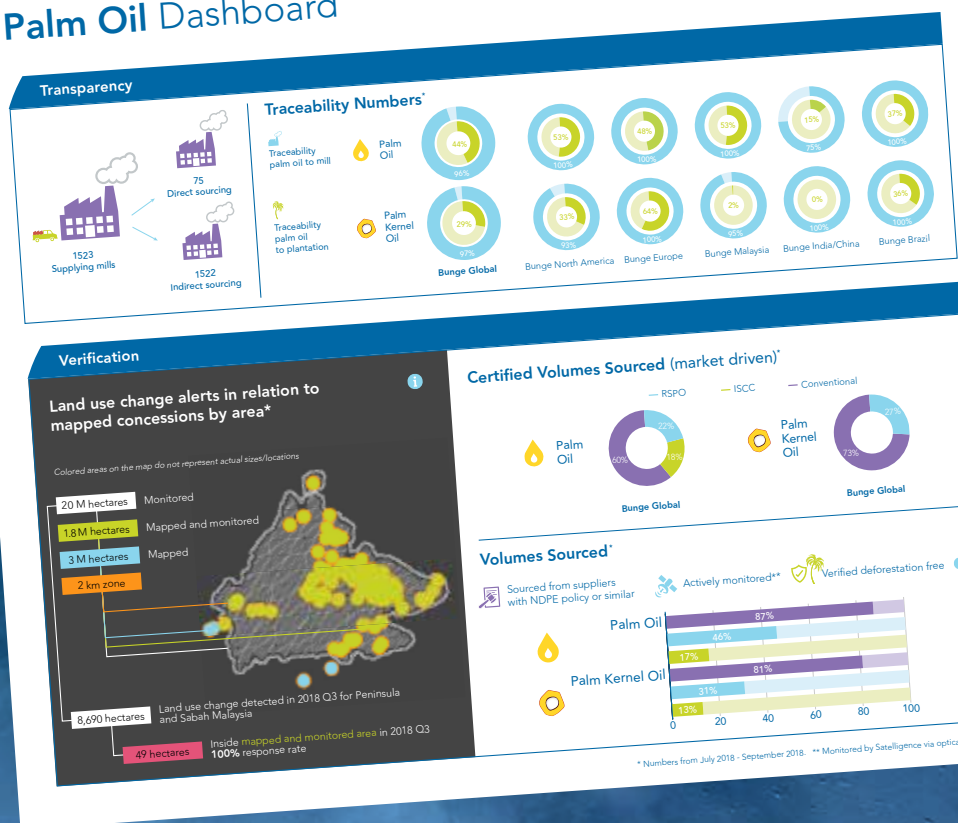 Palm Oil Dashboard
Transparency
1523
Supplying mills
75
Direct sourcing
1522
Indirect sourcing
Traceability Numbers*
Traceability
palm oil to mill
Traceability
palm oil
to plantation
Palm
Oil
44%
96%
53%
100%
48%
100%
53%
100%
15%
75%
37%
100%
Palm
Kernel
Oil
29%
97%
33%
93%
64%
100%
2%
95%
0%
100%
36%
100%
Bunge Global
Bunge North America
Bunge Europe
Bunge Malaysia
Bunge India/China
Bunge Brazil
Verification
Land use change alerts in relation to
mapped concessions by area*
Colored areas on the map do not represent actual sizes/locations
20 M hectares Monitored
1.8 M hectares Mapped and monitored
3 M hectares Mapped
2 km zone
8,690 hectares
Land use change detected in 2018 Q3 for Peninsula
and Sabah Malaysia
49 hectares
Inside mapped and monitored area in 2018 Q3
100% response rate
Certified Volumes Sourced (market driven)*
RSPO
ISCC
Conventional
Palm
Oil
22%
18%
60%
Bunge Global
Palm
Kernel
Oil
27%
73%
Bunge Global
Volumes Sourced*
Sourced from suppliers
with NDPE policy or similar
Actively monitored**
Verified deforestation free
Palm Oil
87%
46%
17%
Palm Kernel Oil
81%
31%
13%
0 20 40 60 80 100
* Numbers from July 2018 - September 2018. ** Monitored by Satelligence via optica